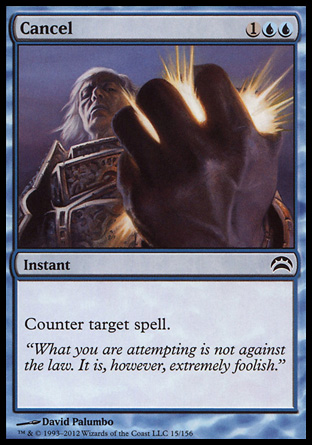 Cancel 1
Instant
Counter target spell.
“What you are attempting is not against
the law. It is, however, extremely foolish.”
David Palumbo
™ & © 1993–2012 Wizards of the Coast LLC 15/156